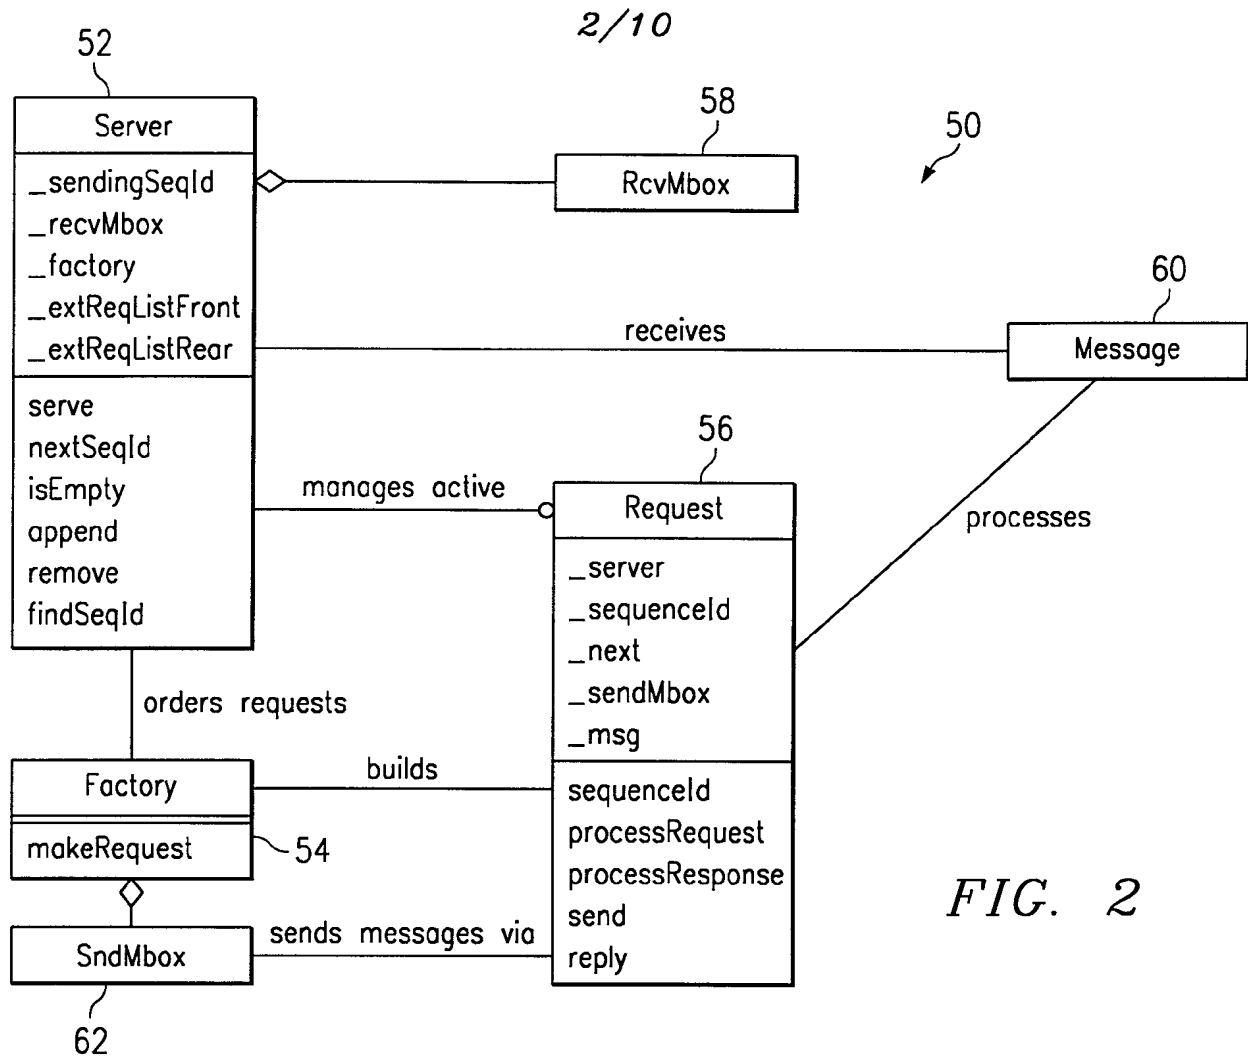 2/10
52
Server
_sendingSeqId
_recvMbox
_factory
_extReqListFront
_extReqListRear
serve
nextSeqId
isEmpty
append
remove
findSeqId
58
RcvMbox
50
60
Message
receives
processes
manages active
56
Request
_server
_sequenceId
_next
_sendMbox
_msg
sequenceId
processRequest
processResponse
send
reply
orders requests
Factory
makeRequest
54
builds
SndMbox
62
sends messages via
FIG. 2